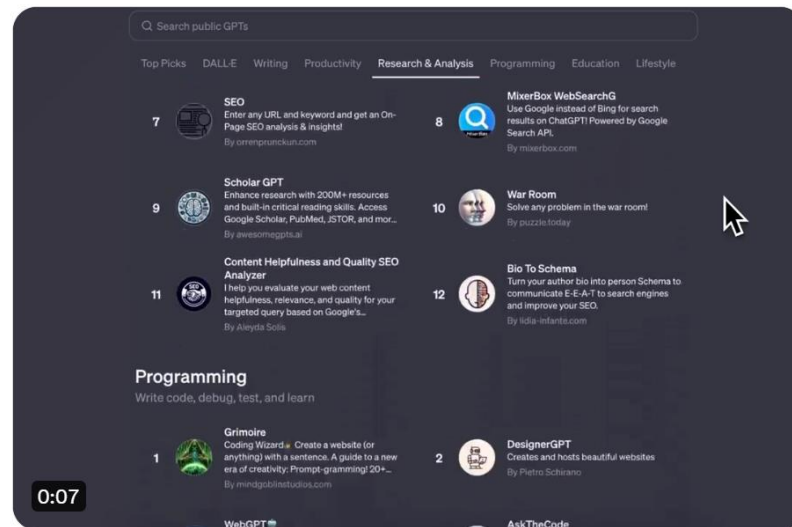 Search public GPTs
Top Picks DALL·E Writing Productivity Research & Analysis Programming Education Lifestyle
7
SEO
Enter any URL and keyword and get an On-
Page SEO analysis & insights!
By orrenprunckun.com
8
MixerBox WebSearchG
Use Google instead of Bing for search
results on ChatGPT! Powered by Google
Search API.
By mixerbox.com
9
Scholar GPT
Enhance research with 200M+ resources
and built-in critical reading skills. Access
Google Scholar, PubMed, JSTOR, and mor...
By awesomegpts.ai
10
War Room
Solve any problem in the war room!
By puzzle.today
11
Content Helpfulness and Quality SEO
Analyzer
I help you evaluate your web content
helpfulness, relevance, and quality for your
targeted query based on Google's...
By Aleyda Solis
12
Bio To Schema
Turn your author bio into person Schema to
communicate E-E-A-T to search engines
and improve your SEO.
By lidia-infante.com
Programming
Write code, debug, test, and learn
1
Grimoire
Coding Wizard Create a website (or
anything) with a sentence. A guide to a new
era of creativity: Prompt-gramming! 20+...
By mindgoblinstudios.com
2
DesignerGPT
Creates and hosts beautiful websites
By Pietro Schirano
WebGPT
AskTheCode
0:07